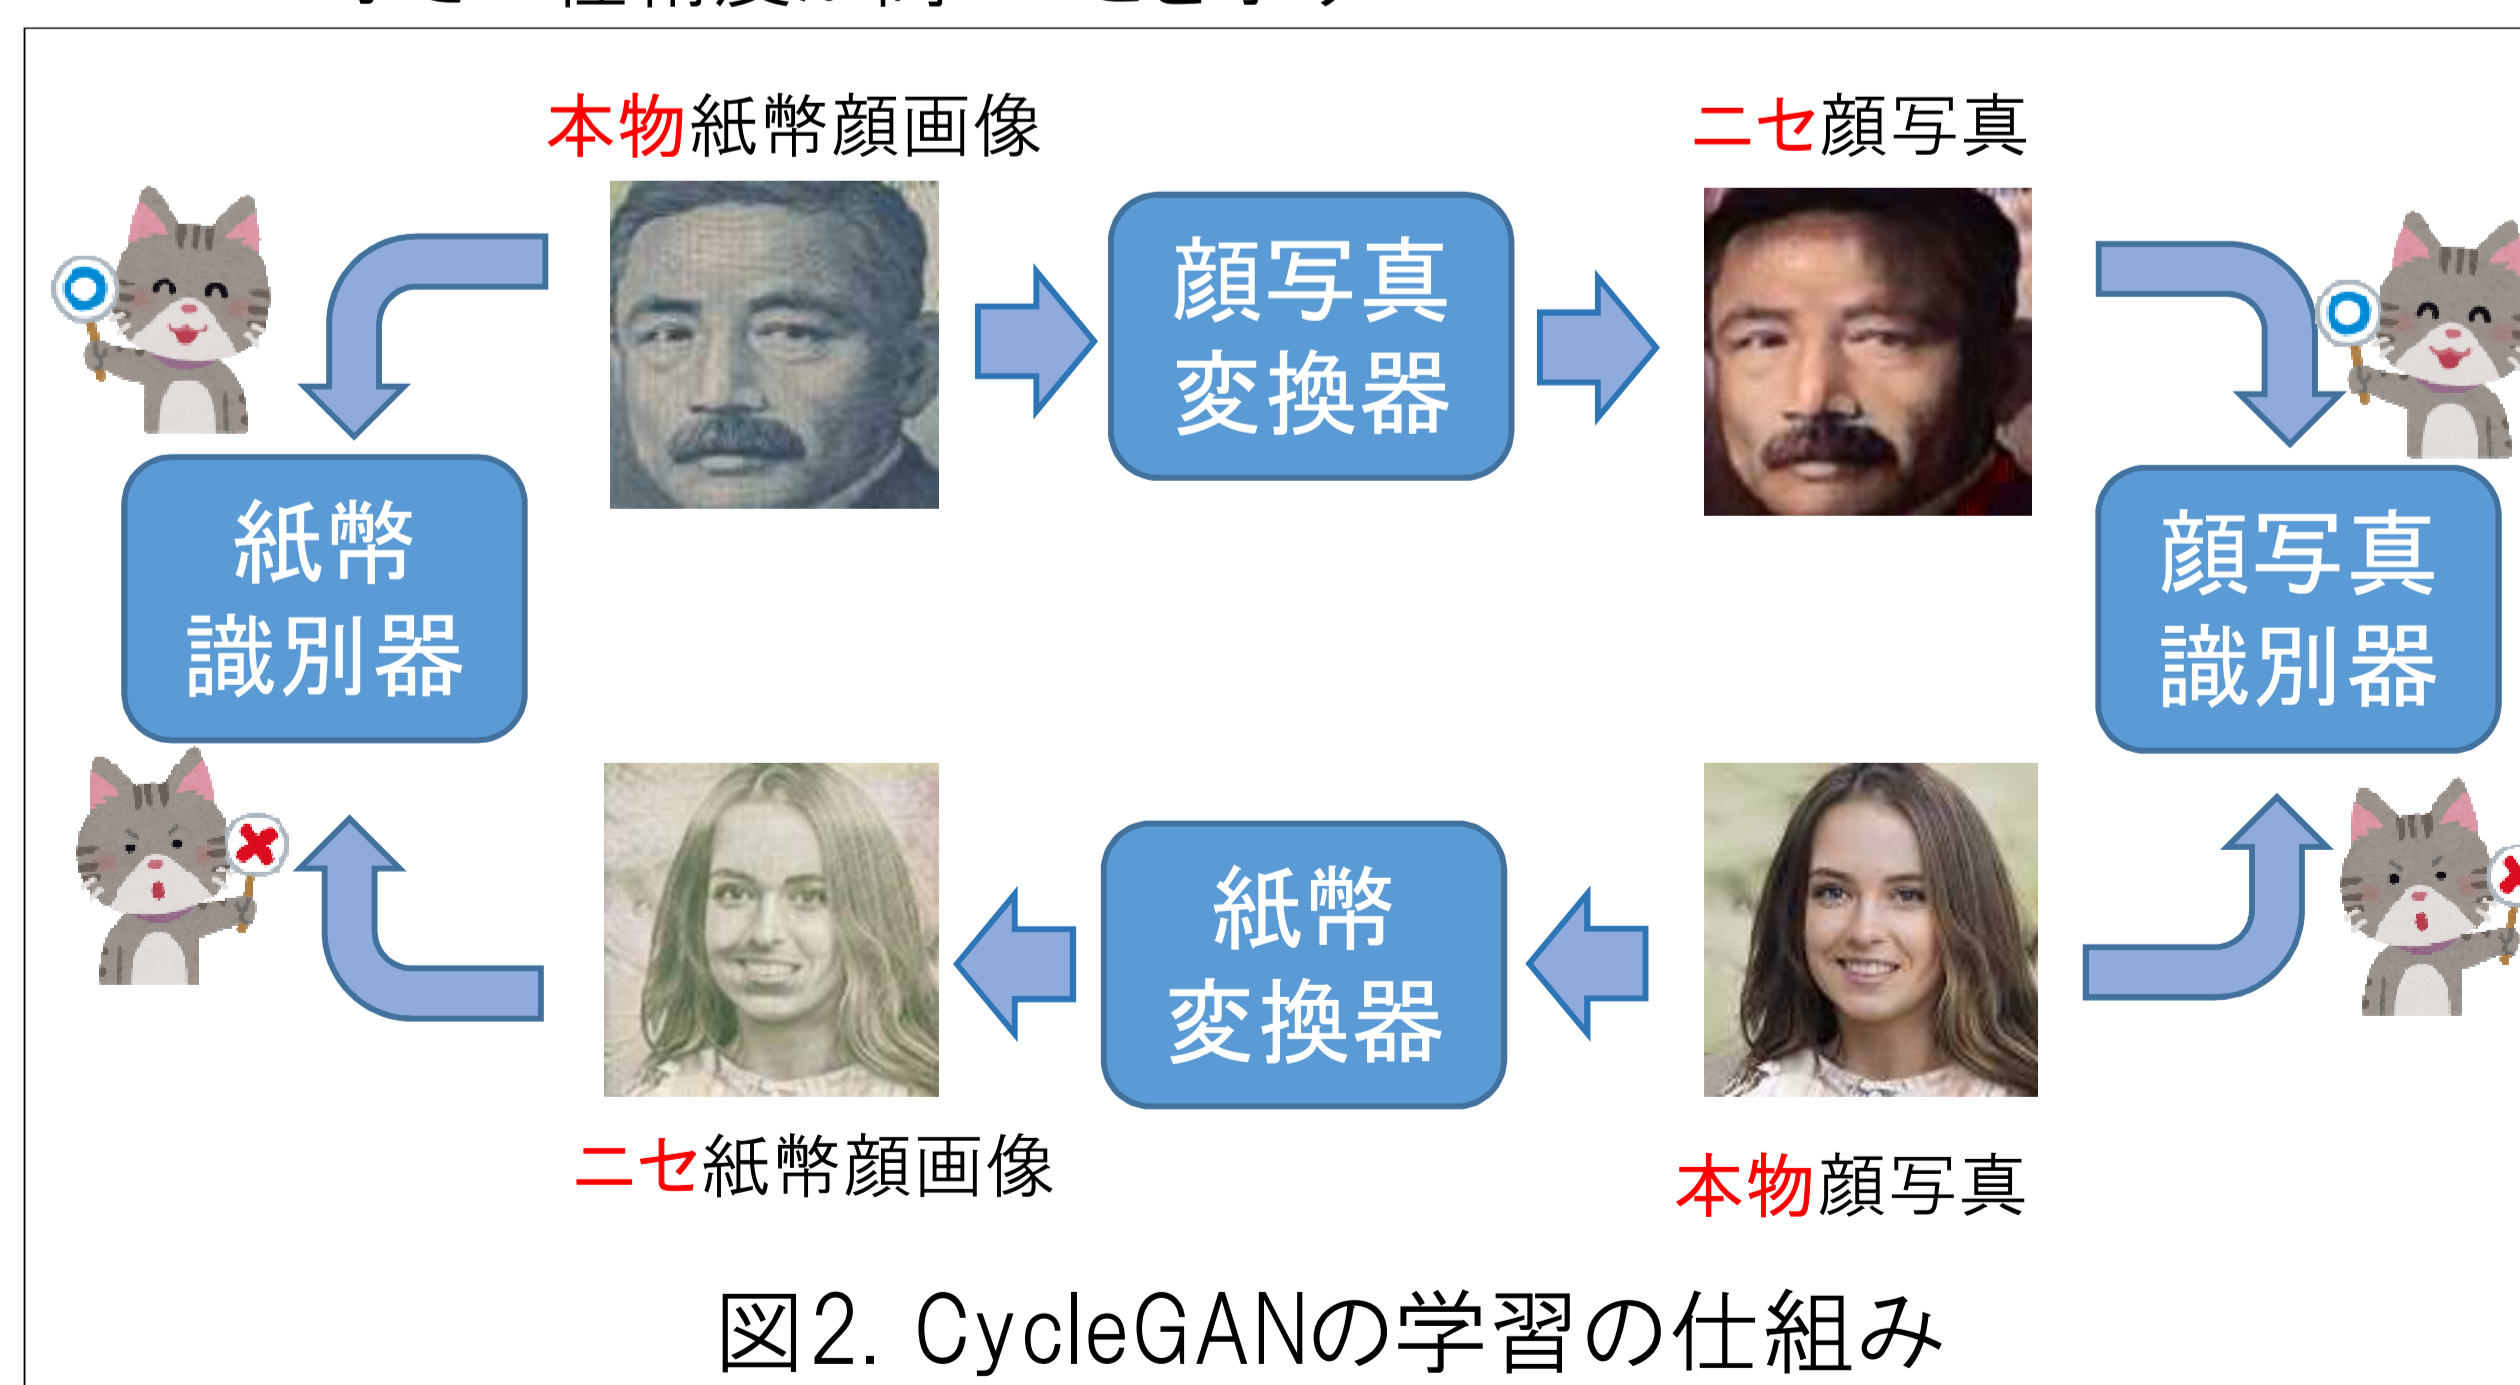 本物紙幣顔画像
ニセ顔写真
顔写真
変換器
紙幣
識別器
顔写真
識別器
紙幣
変換器
ニセ紙幣顔画像
本物顔写真
図2. CycleGANの学習の仕組み